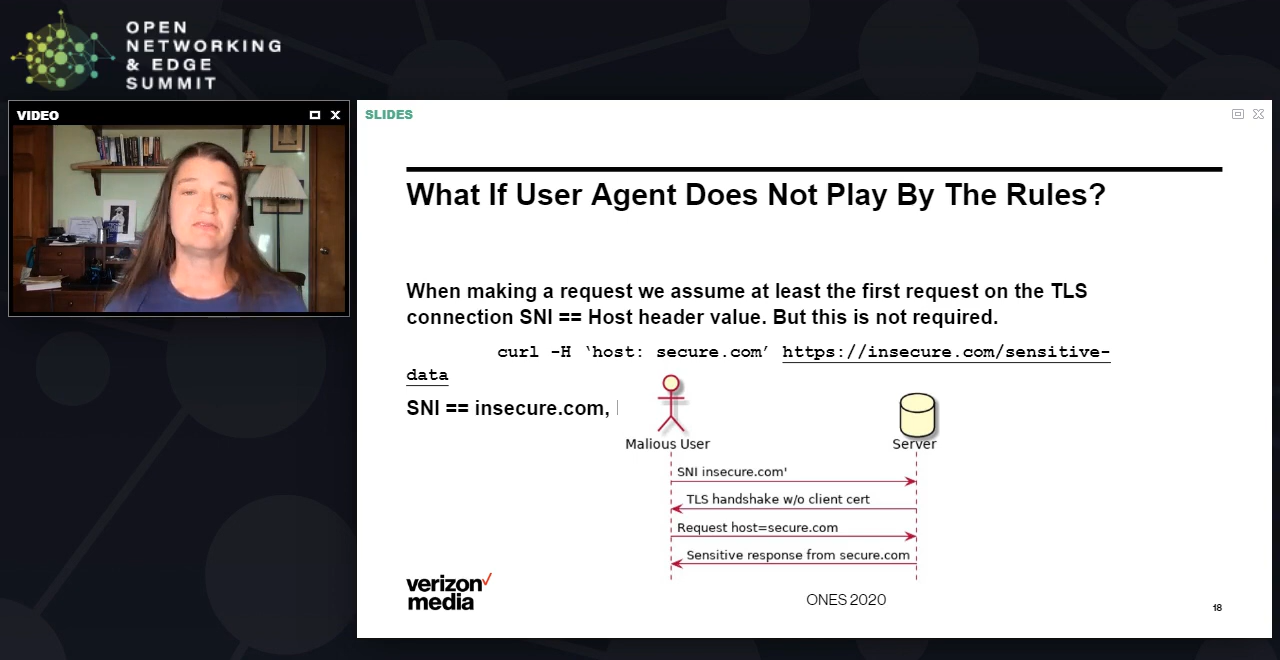 OPEN
NETWORKING
& EDGE
SUMMIT
VIDEO
SLIDES
What If User Agent Does Not Play By The Rules?
When making a request we assume at least the first request on the TLS
connection SNI == Host header value. But this is not required.
curl -H ‘host: secure.com’ https://insecure.com/sensitive-
data
SNI == insecure.com,
Malious User
Server
SNI insecure.com'
TLS handshake w/o client cert
Request host=secure.com
Sensitive response from secure.com
verizon
media
ONES 2020
18